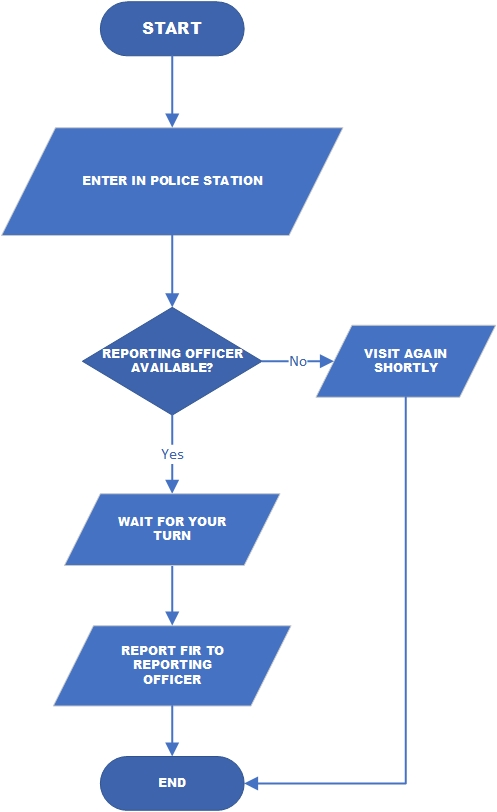 START
ENTER IN POLICE STATION
REPORTING OFFICER
AVAILABLE?
No
VISIT AGAIN
SHORTLY
Yes
WAIT FOR YOUR
TURN
REPORT FIR TO
REPORTING
OFFICER
END